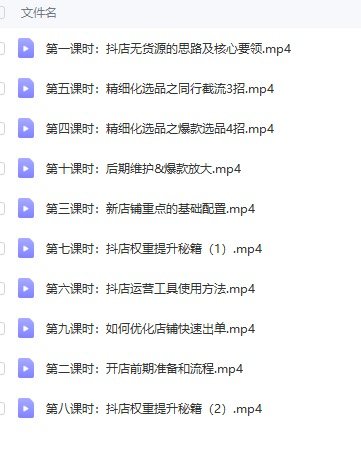 文件名
第一课时：抖店无货源的思路及核心要领.mp4
第五课时：精细化选品之同行截流3招.mp4
第四课时：精细化选品之爆款选品4招.mp4
第十课时：后期维护&爆款放大.mp4
第三课时：新店铺重点的基础配置.mp4
第七课时：抖店权重提升秘籍（1）.mp4
第六课时：抖店运营工具使用方法.mp4
第九课时：如何优化店铺快速出单.mp4
第二课时：开店前期准备和流程.mp4
第八课时：抖店权重提升秘籍（2）.mp4